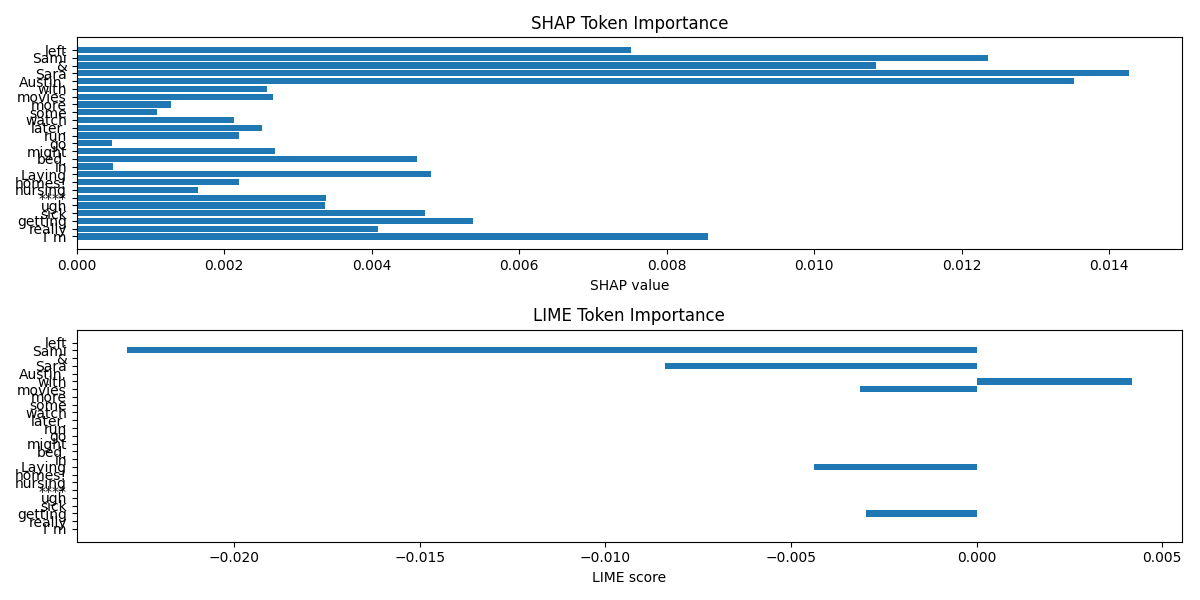 SHAP Token Importance
left
Sami
&
Sara
Austin,
with
movies
more
some
watch
later,
run
go
might
bed,
in
Laying
homes!
nursing
****
ugh
sick
getting
really
I`m
0.000 0.002 0.004 0.006 0.008 0.010 0.012 0.014
SHAP value
LIME Token Importance
left
Sami
&
Sara
Austin,
with
movies
more
some
watch
later,
run
go
might
bed,
in
Laying
homes!
nursing
****
ugh
sick
getting
really
I`m
−0.020 −0.015 −0.010 −0.005 0.000 0.005
LIME score